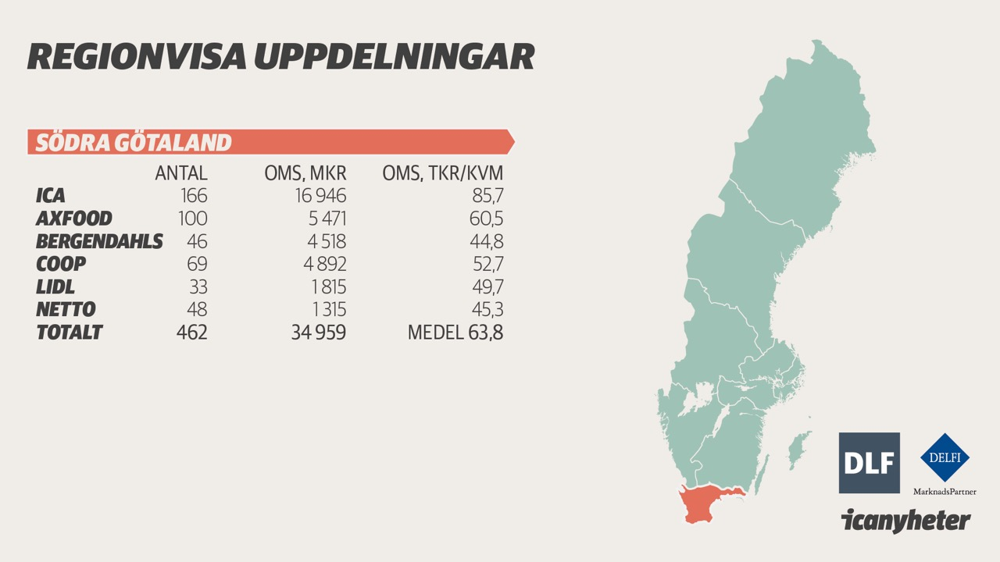 REGIONVISA UPPDELNINGAR
SÖDRA GÖTALAND
ANTAL OMS, MKR OMS, TKR/KVM
ICA 166 16 946 85,7
AXFOOD 100 5 471 60,5
BERGENDAHLS 46 4 518 44,8
COOP 69 4 892 52,7
LIDL 33 1 815 49,7
NETTO 48 1 315 45,3
TOTALT 462 34 959 MEDEL 63,8
DLF
DELFI
MarknadsPartner
icanyheter